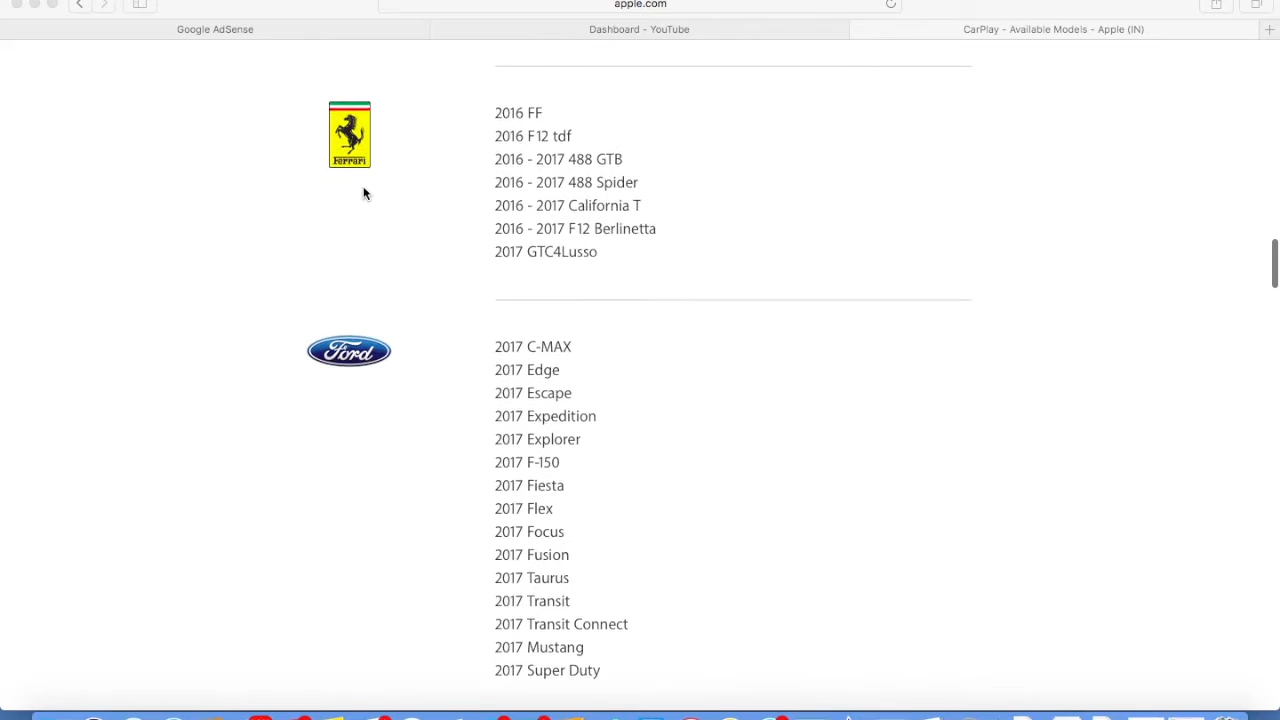 apple.com
Google AdSense
Dashboard - YouTube
CarPlay - Available Models - Apple (IN)
Ferrari
2016 FF
2016 F12 tdf
2016 - 2017 488 GTB
2016 - 2017 488 Spider
2016 - 2017 California T
2016 - 2017 F12 Berlinetta
2017 GTC4Lusso
Ford
2017 C-MAX
2017 Edge
2017 Escape
2017 Expedition
2017 Explorer
2017 F-150
2017 Fiesta
2017 Flex
2017 Focus
2017 Fusion
2017 Taurus
2017 Transit
2017 Transit Connect
2017 Mustang
2017 Super Duty